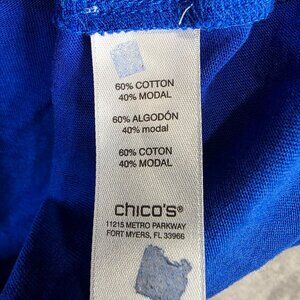 60% COTTON
40% MODAL
60% ALGODÓN
40% modal
60% COTON
40% MODAL
chico's®
11215 METRO PARKWAY
FORT MYERS, FL 33966